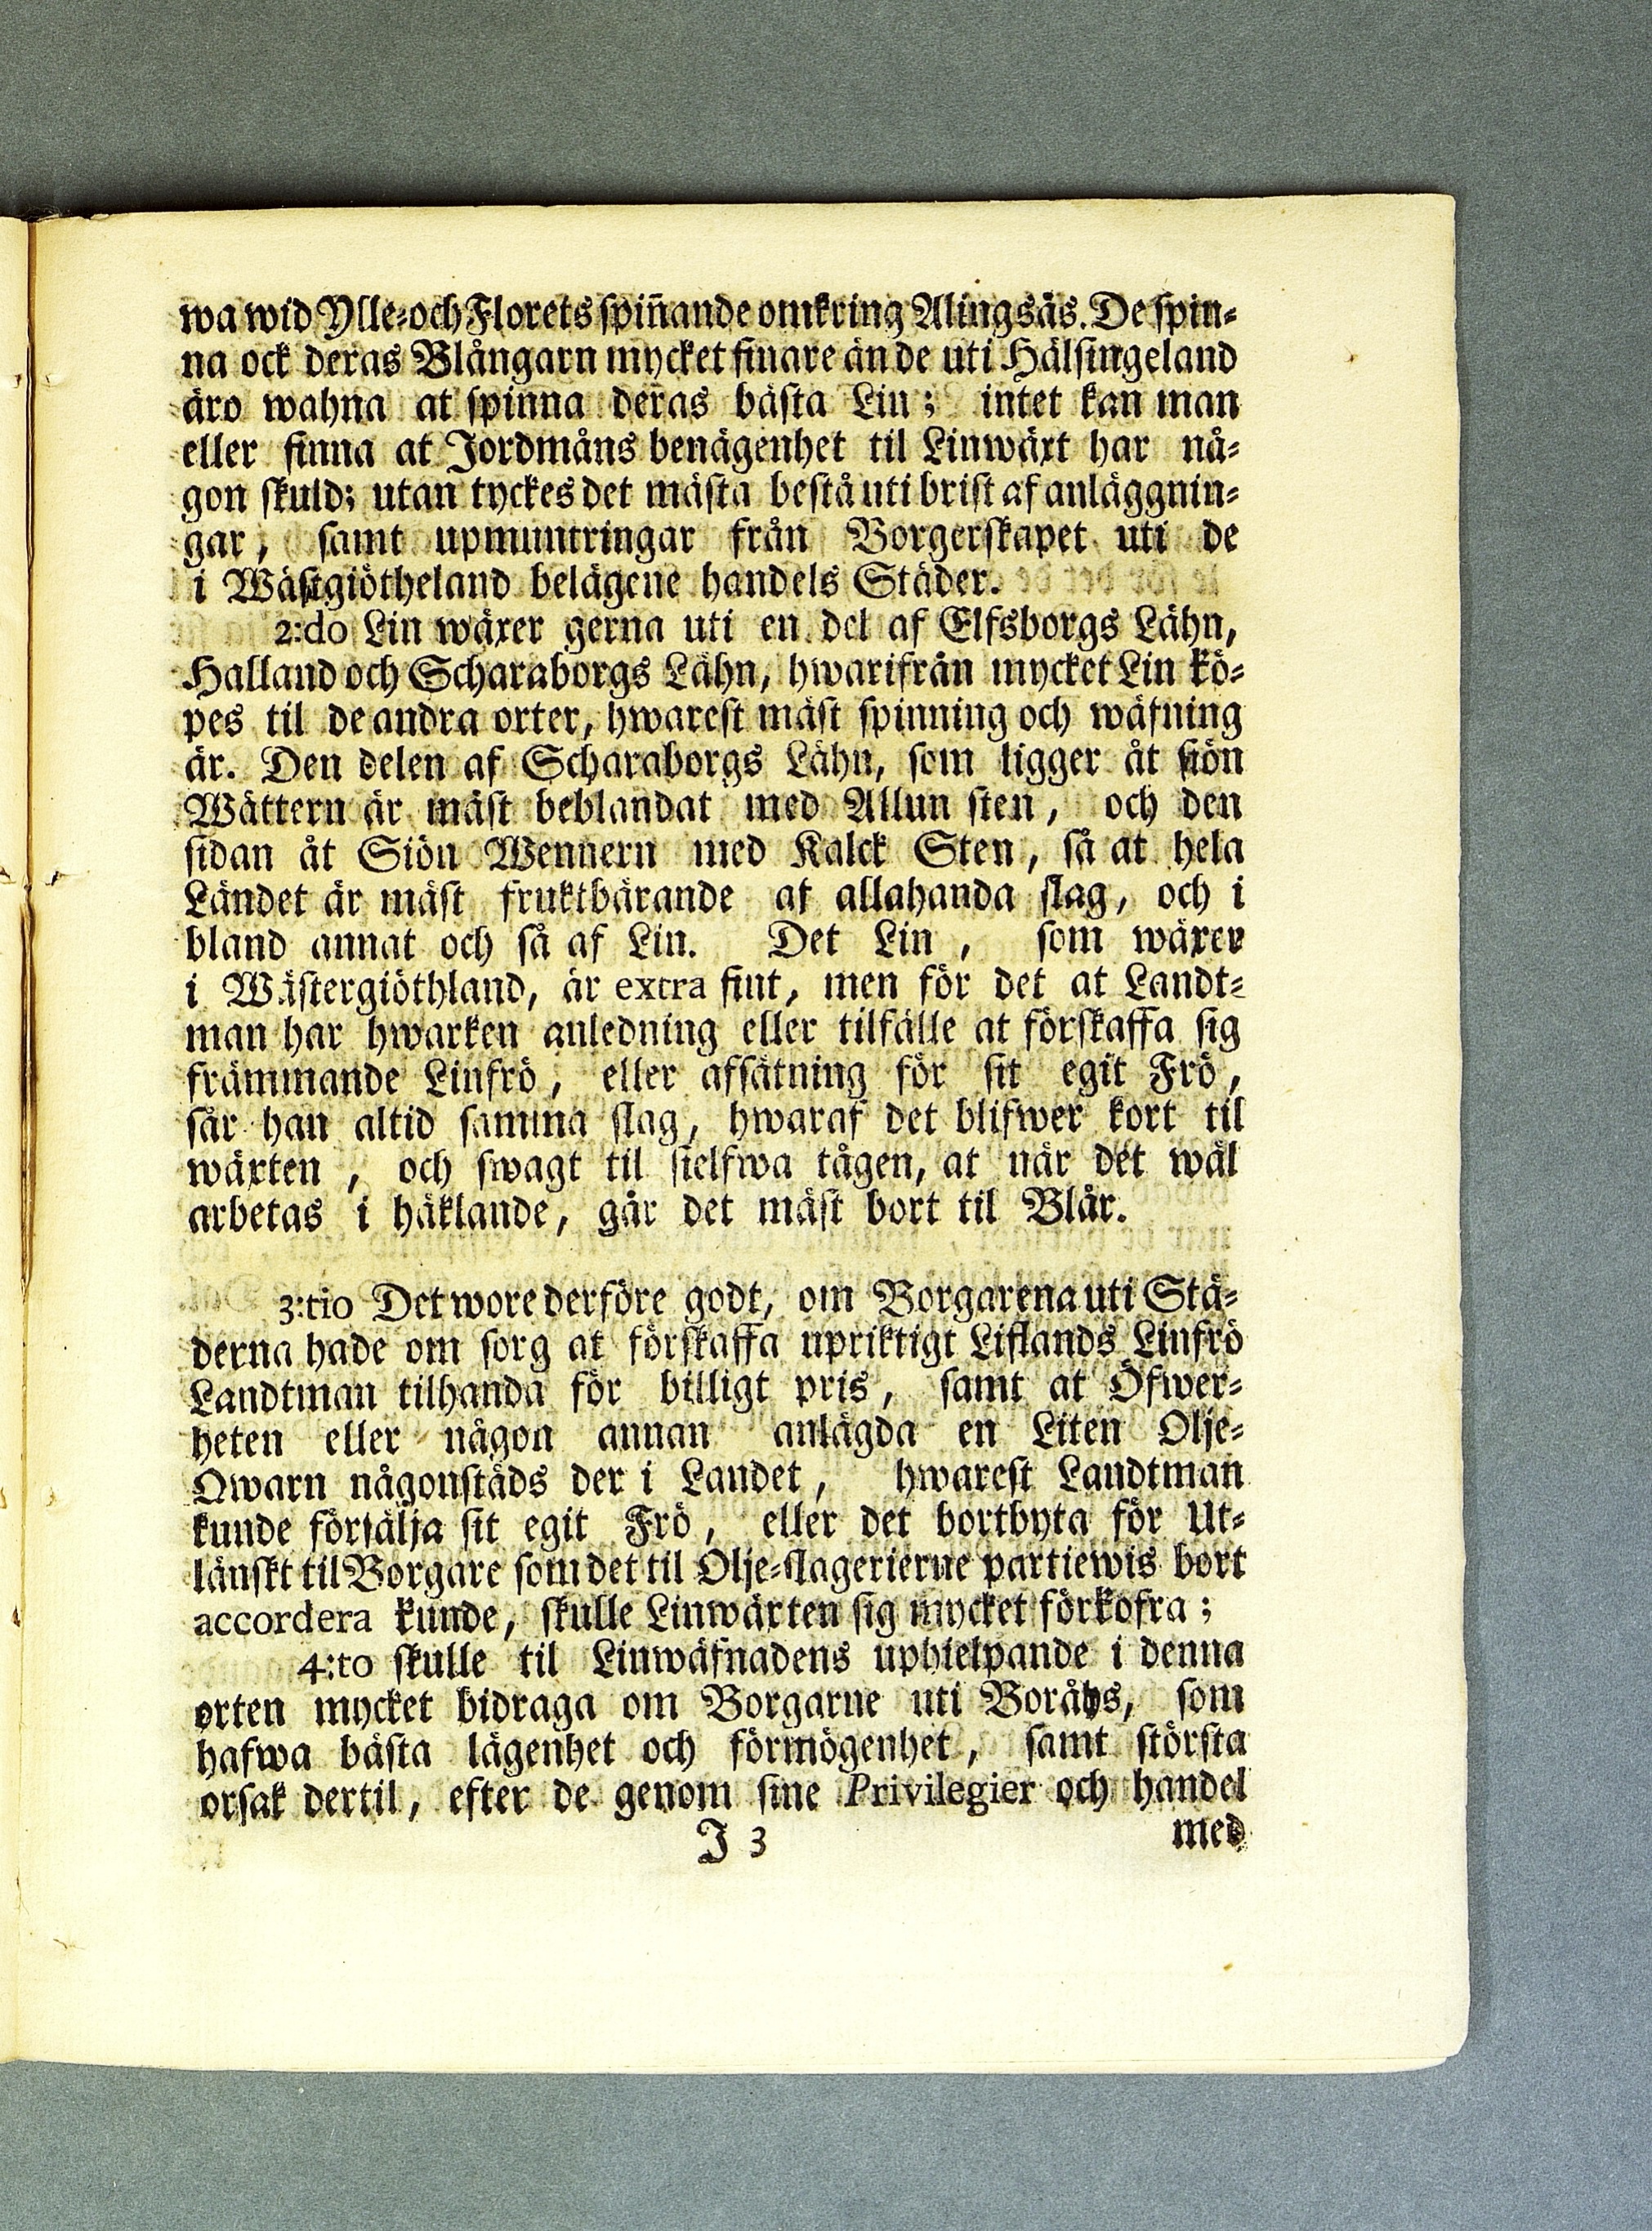 wa wid Ylle-och Florets spiñande omkring Alingsås. De spin-
na ock deras Blångarn mycket finare än de uti Hälsingeland
äro wahna at spinna deras bästa Lin; intet kan man
eller finna at Jordmåns benägenhet til Linwäxt har nå-
gon skuld; utan tyckes det mästa bestå uti brist af anläggnin-
gar, samt upmuntringar från Borgerskapet uti de
i Wästgiötheland belägene handels Städer.
2:do Lin wäxer gerna uti en del af Elfsborgs Lähn,
Halland och Scharaborgs Lähn, hwarifrån mycket Lin kö-
pes til de andra orter, hwarest mäst spinning och wäfning
är. Den delen af Scharaborgs Lähn, som ligger åt siön
Wättern är mäst beblandat med Allun sten, och den
sidan åt Siön Wennern med Kalck Sten, så at hela
Ländet är mäst fruktbärande af allahanda slag, och i
bland annat och så af Lin. Det Lin, som wäxer
i Wästergiöthland, är extra fint, men för det at Landt-
man har hwarken anledning eller tilfälle at förskaffa sig
främmande Linfrö, eller afsätning för sit egit Frö,
sår han altid samma slag, hwaraf det blifwer kort til
wäxten, och swagt til sielfwa tågen, at när det wäl
arbetas i häklande, går det mäst bort til Blår.
3:tio Det wore derföre godt, om Borgarena uti Stä-
derna hade om sorg at förskaffa upriktigt Liflands Linfrö
Landtman tilhanda för billigt pris, samt at Öfwer-
heten eller någon annan anlägda en Liten Olje-
Qwarn någonstäds der i Landet, hwarest Landtman
kunde försälja sit egit Frö, eller det bortbyta för Ut-
länskt til Borgare som det til Olje-slagerierne partiewis bort
accordera kunde, skulle Linwäxten sig mycket förkofra;
4:to skulle til Linwäfnadens uphielpande i denna
orten mycket bidraga om Borgarne uti Boråhs, som
hafwa bästa lägenhet och förmögenhet, samt största
orsak dertil, efter de genom sine Privilegier och handel
J 3
med